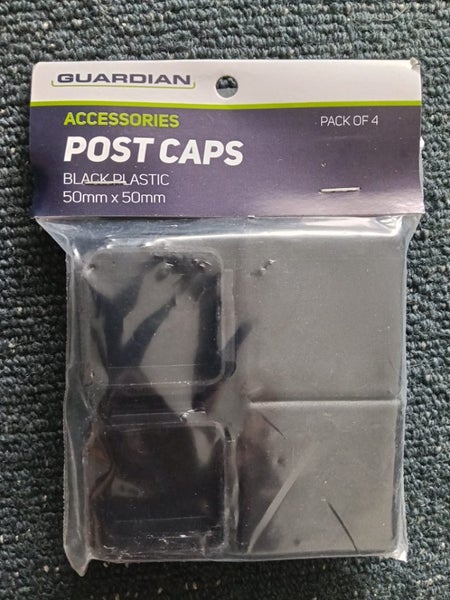 GUARDIAN
ACCESSORIES
PACK OF 4
POST CAPS
BLACK PLASTIC
50mm x 50mm